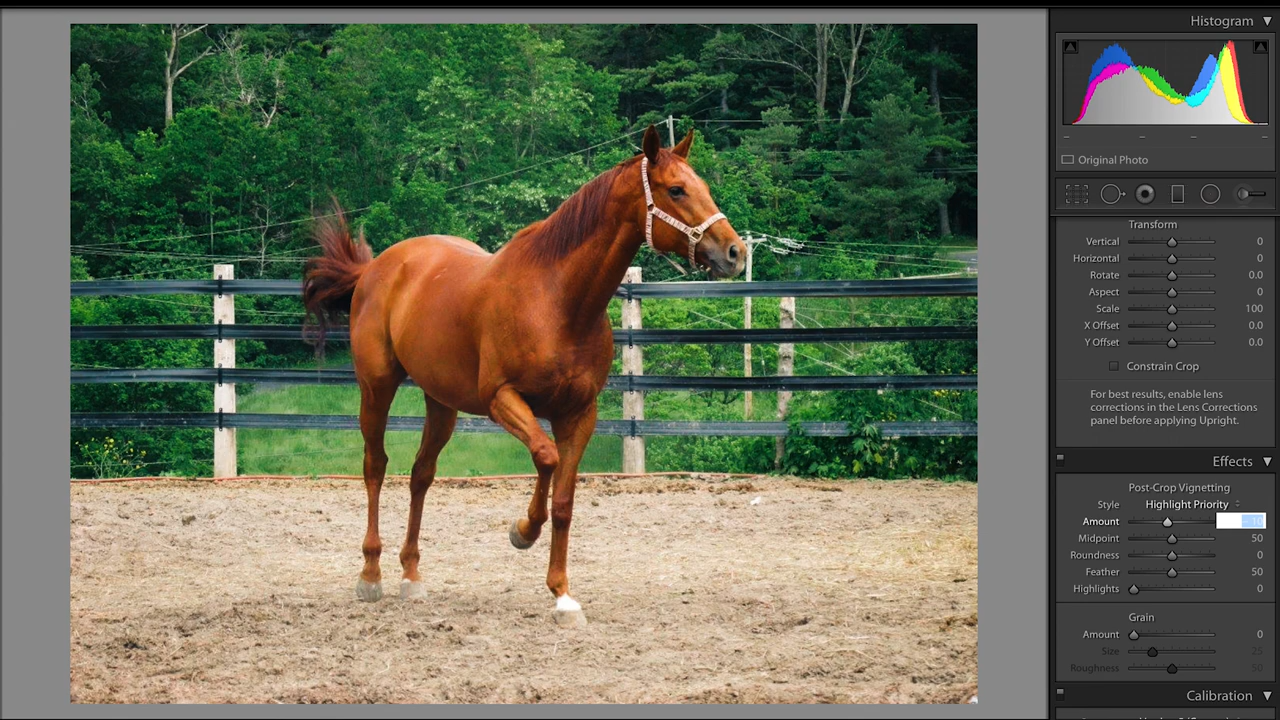 Histogram
Original Photo
Transform
Vertical 0
Horizontal 0
Rotate 0.0
Aspect 0
Scale 100
X Offset 0.0
Y Offset 0.0
Constrain Crop
For best results, enable lens
corrections in the Lens Corrections
panel before applying Upright.
Effects
Post-Crop Vignetting
Style Highlight Priority
Amount - 10
Midpoint 50
Roundness 0
Feather 50
Highlights 0
Grain
Amount 0
Size 25
Roughness 50
Calibration